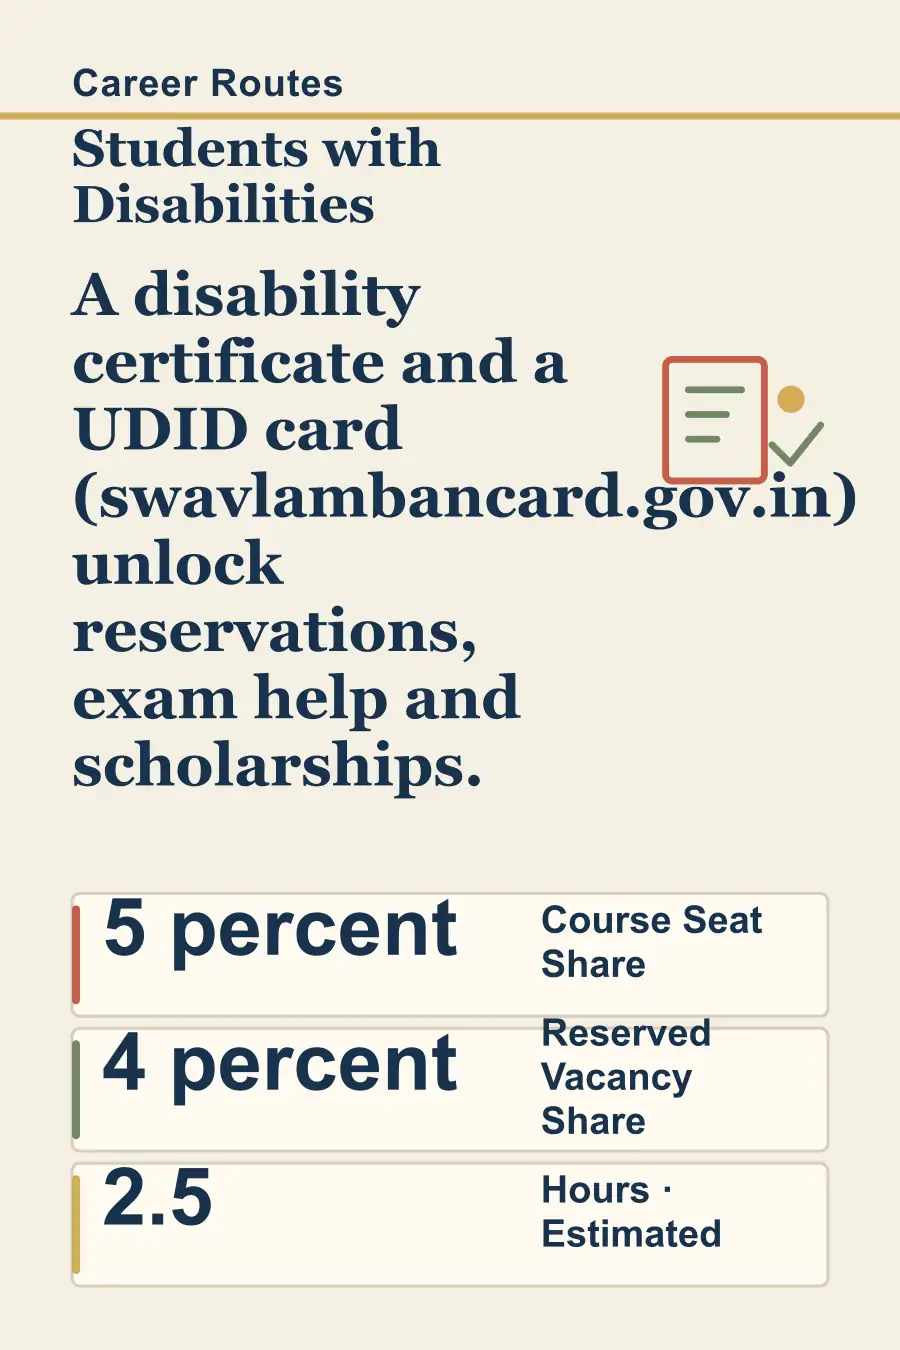 Career Routes
Students with
Disabilities
A disability
certificate and a
UDID card
(swavlambancard.gov.in)
unlock
reservations,
exam help and
scholarships.
5 percent
Course Seat
Share
4 percent
Reserved
Vacancy
Share
2.5
Hours ·
Estimated